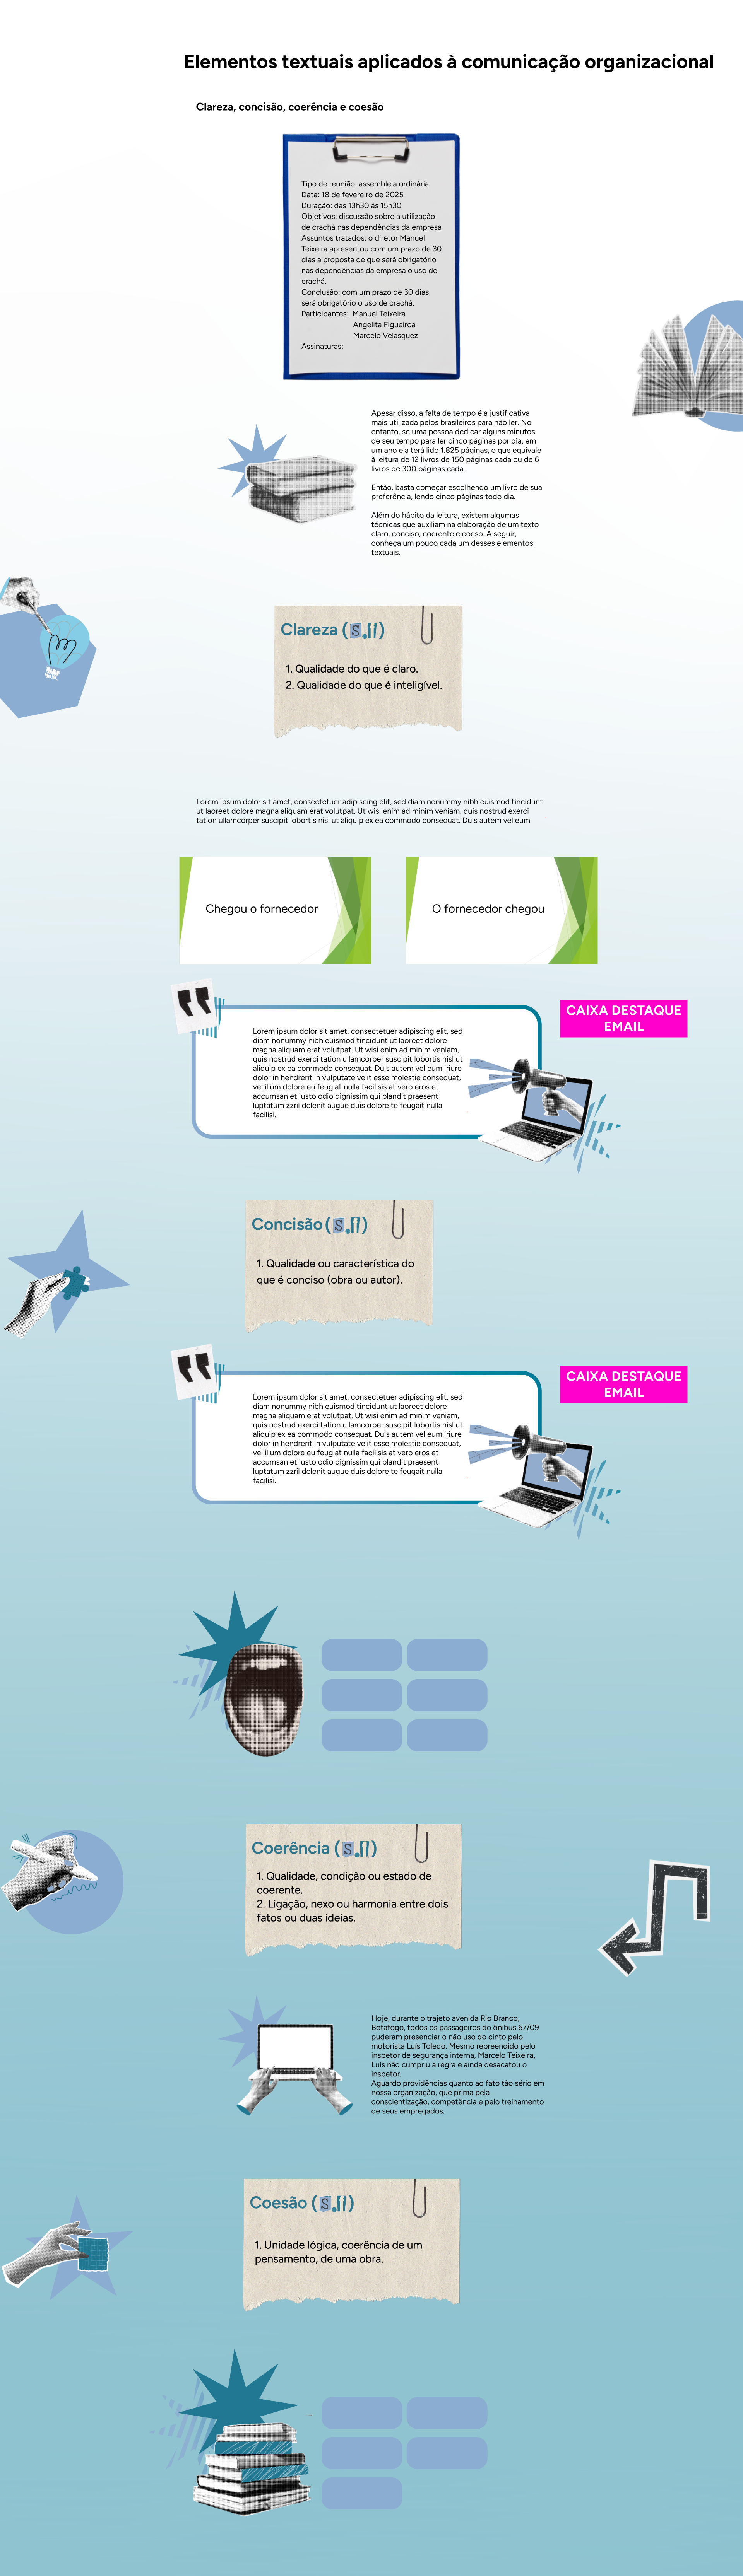 Elementos textuais aplicados à comunicação organizacional
Clareza, concisão, coerência e coesão
Tipo de reunião: assembleia ordinária
Data: 18 de fevereiro de 2025
Duração: das 13h30 às 15h30
Objetivos: discussão sobre a utilização
de crachá nas dependências da empresa
Assuntos tratados: o diretor Manuel
Teixeira apresentou com um prazo de 30
dias a proposta de que será obrigatório
nas dependências da empresa o uso de
crachá.
Conclusão: com um prazo de 30 dias
será obrigatório o uso de crachá.
Participantes: Manuel Teixeira
Angelita Figueiroa
Marcelo Velasquez
Assinaturas:
Apesar disso, a falta de tempo é a justificativa
mais utilizada pelos brasileiros para não ler. No
entanto, se uma pessoa dedicar alguns minutos
de seu tempo para ler cinco páginas por dia, em
um ano ela terá lido 1.825 páginas, o que equivale
à leitura de 12 livros de 150 páginas cada ou de 6
livros de 300 páginas cada.
Então, basta começar escolhendo um livro de sua
preferência, lendo cinco páginas todo dia.
Além do hábito da leitura, existem algumas
técnicas que auxiliam na elaboração de um texto
claro, conciso, coerente e coeso. A seguir,
conheça um pouco cada um desses elementos
textuais.
Clareza (s.f)
1. Qualidade do que é claro.
2. Qualidade do que é inteligível.
Lorem ipsum dolor sit amet, consectetuer adipiscing elit, sed diam nonummy nibh euismod tincidunt
ut laoreet dolore magna aliquam erat volutpat. Ut wisi enim ad minim veniam, quis nostrud exerci
tation ullamcorper suscipit lobortis nisl ut aliquip ex ea commodo consequat. Duis autem vel eum
Chegou o fornecedor
O fornecedor chegou
CAIXA DESTAQUE
EMAIL
Lorem ipsum dolor sit amet, consectetuer adipiscing elit, sed
diam nonummy nibh euismod tincidunt ut laoreet dolore
magna aliquam erat volutpat. Ut wisi enim ad minim veniam,
quis nostrud exerci tation ullamcorper suscipit lobortis nisl ut
aliquip ex ea commodo consequat. Duis autem vel eum iriure
dolor in hendrerit in vulputate velit esse molestie consequat,
vel illum dolore eu feugiat nulla facilisis at vero eros et
accumsan et iusto odio dignissim qui blandit praesent
luptatum zzril delenit augue duis dolore te feugait nulla
facilisi.
Concisão (s.f)
1. Qualidade ou característica do
que é conciso (obra ou autor).
CAIXA DESTAQUE
EMAIL
Lorem ipsum dolor sit amet, consectetuer adipiscing elit, sed
diam nonummy nibh euismod tincidunt ut laoreet dolore
magna aliquam erat volutpat. Ut wisi enim ad minim veniam,
quis nostrud exerci tation ullamcorper suscipit lobortis nisl ut
aliquip ex ea commodo consequat. Duis autem vel eum iriure
dolor in hendrerit in vulputate velit esse molestie consequat,
vel illum dolore eu feugiat nulla facilisis at vero eros et
accumsan et iusto odio dignissim qui blandit praesent
luptatum zzril delenit augue duis dolore te feugait nulla
facilisi.
Coerência (s.f)
1. Qualidade, condição ou estado de
coerente.
2. Ligação, nexo ou harmonia entre dois
fatos ou duas ideias.
Hoje, durante o trajeto avenida Rio Branco,
Botafogo, todos os passageiros do ônibus 67/09
puderam presenciar o não uso do cinto pelo
motorista Luís Toledo. Mesmo repreendido pelo
inspetor de segurança interna, Marcelo Teixeira,
Luís não cumpriu a regra e ainda desacatou o
inspetor.
Aguardo providências quanto ao fato tão sério em
nossa organização, que prima pela
conscientização, competência e pelo treinamento
de seus empregados.
Coesão (s.f)
1. Unidade lógica, coerência de um
pensamento, de uma obra.